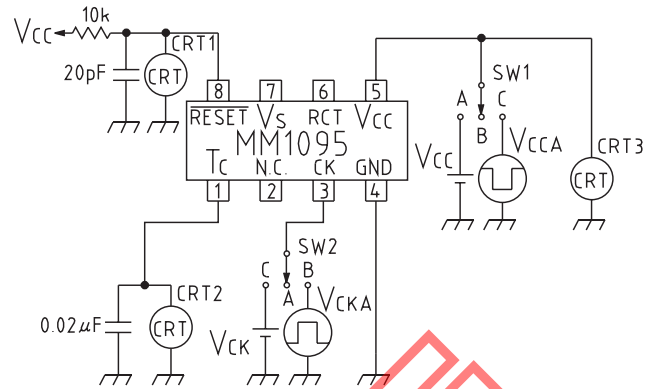 10k
VCC
CRT1
20pF
CRT
8 7 6 5
RESET VS RCT VCC
MM1095
TC N.C. CK GND
1 2 3 4
SW1
A C
B
VCC
VCCA
CRT3
CRT
SW2
C B
A
CRT2
VCKA
0.02μF
CRT
VCK